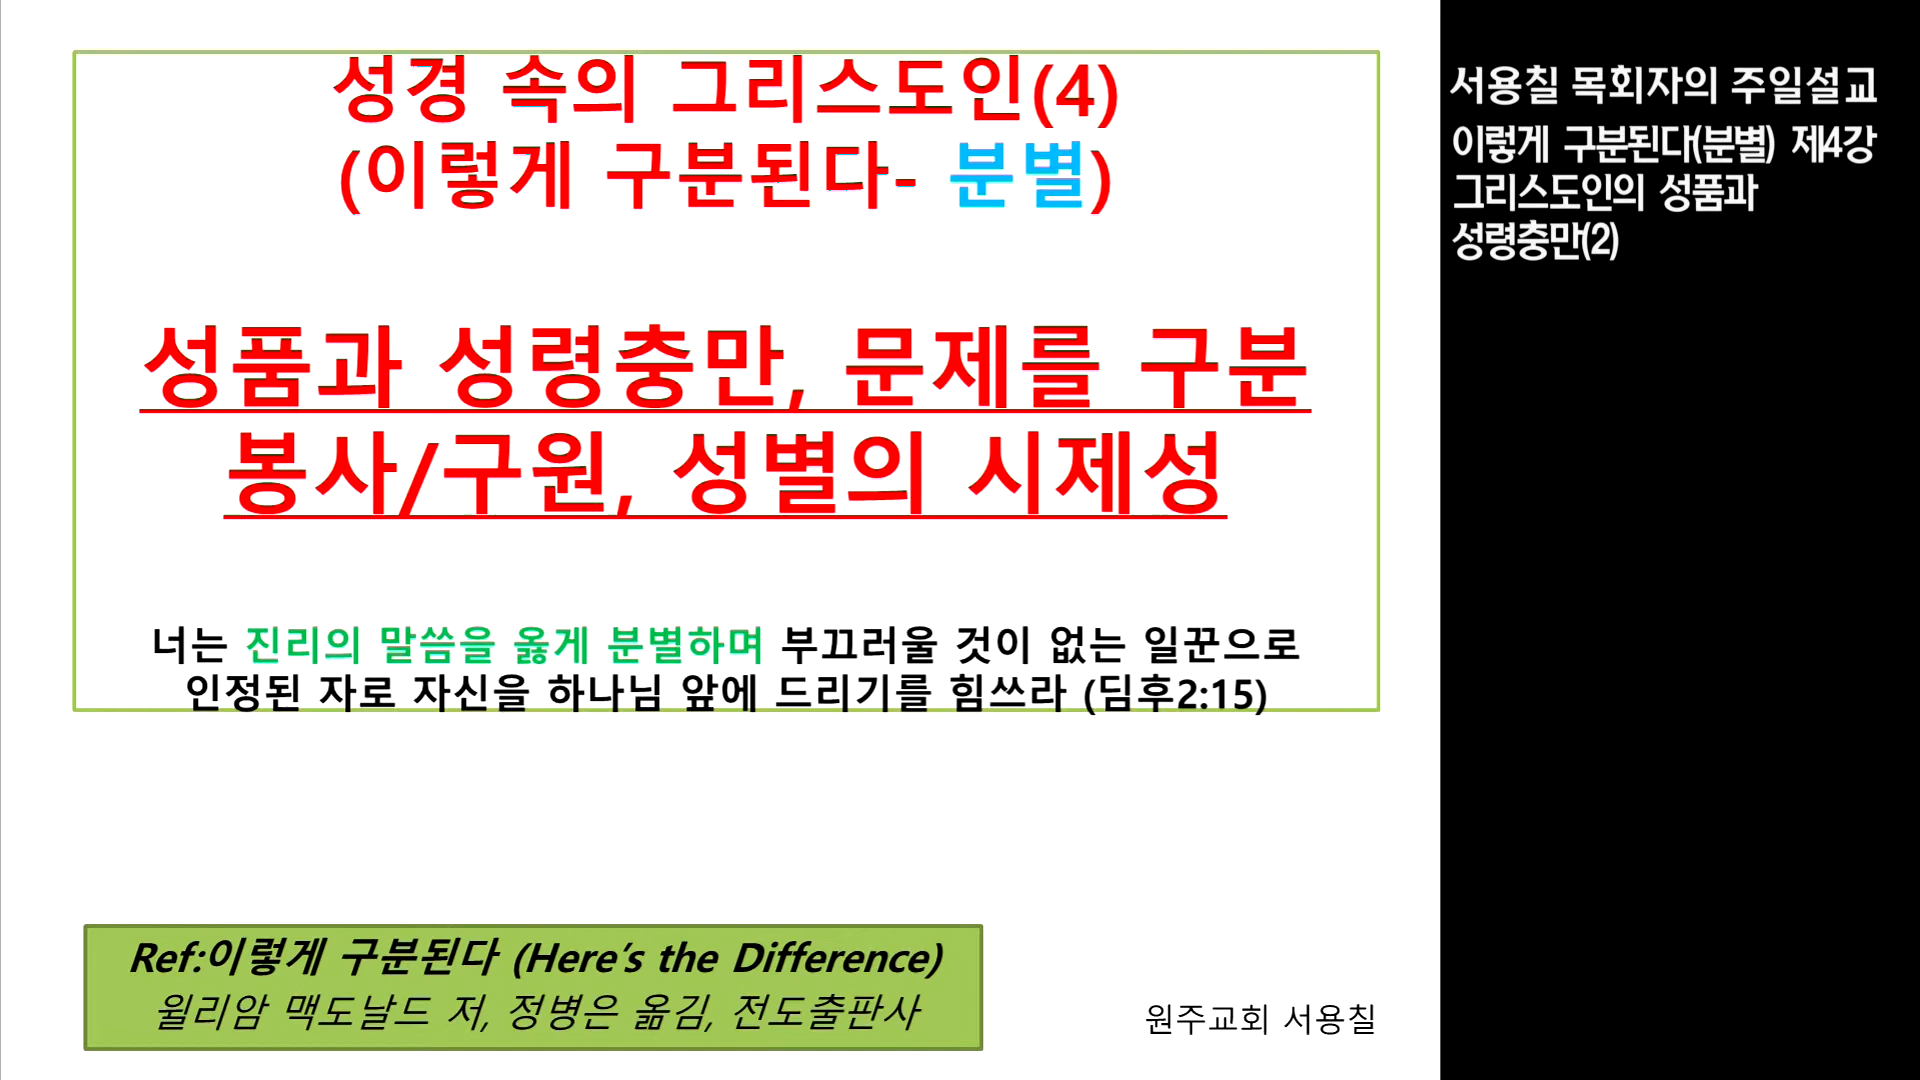 성경 속의 그리스도인(4)
(이렇게 구분된다- 분별)
성품과 성령충만, 문제를 구분
봉사/구원, 성별의 시제성
너는 진리의 말씀을 옳게 분별하며 부끄러울 것이 없는 일꾼으로
인정된 자로 자신을 하나님 앞에 드리기를 힘쓰라 (딤후2:15)
Ref:이렇게 구분된다 (Here's the Difference)
윌리암 맥도날드 저, 정병은 옮김, 전도출판사
원주교회 서용칠
서용칠 목회자의 주일설교
이렇게 구분된다(분별) 제4강
그리스도인의 성품과
성령충만(2)